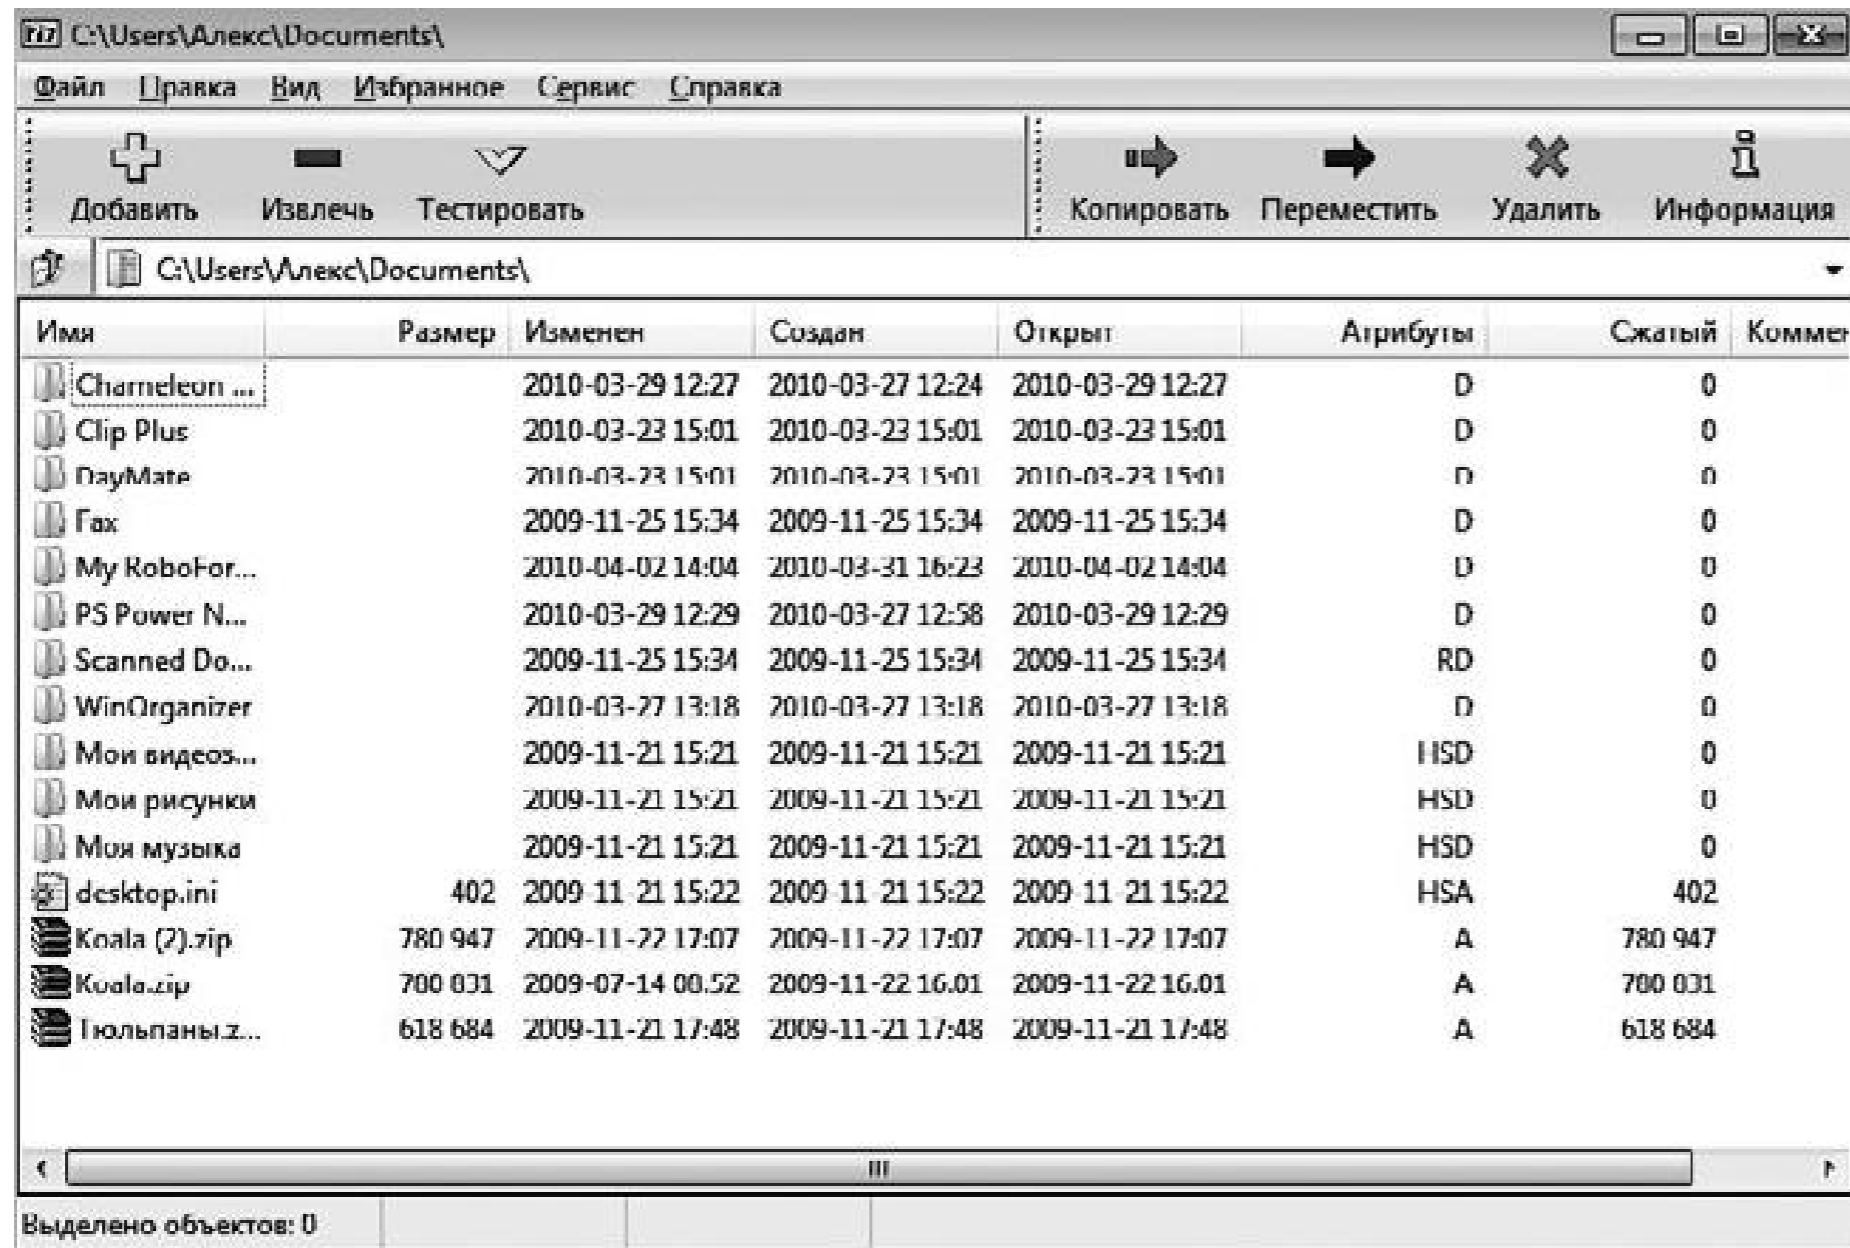 C:\Users\Алекс\Documents\
Файл Правка Вид Избранное Сервис Справка
Добавить Извлечь Тестировать Копировать Переместить Удалить Информация
C:\Users\Алекс\Documents\
Имя Размер Изменен Создан Открыт Атрибуты Сжатый Коммен
Chameleon ... 2010-03-29 12:27 2010-03-27 12:24 2010-03-29 12:27 D 0
Clip Plus 2010-03-23 15:01 2010-03-23 15:01 2010-03-23 15:01 D 0
DayMate 2010-03-23 15:01 2010-03-23 15:01 2010-03-23 15:01 D 0
Fax 2009-11-25 15:34 2009-11-25 15:34 2009-11-25 15:34 D 0
My RoboFor... 2010-04-02 14:04 2010-03-31 16:23 2010-04-02 14:04 D 0
PS Power N... 2010-03-29 12:29 2010-03-27 12:58 2010-03-29 12:29 D 0
Scanned Do... 2009-11-25 15:34 2009-11-25 15:34 2009-11-25 15:34 RD 0
WinOrganizer 2010-03-27 13:18 2010-03-27 13:18 2010-03-27 13:18 D 0
Мои видеоз... 2009-11-21 15:21 2009-11-21 15:21 2009-11-21 15:21 HSD 0
Мои рисунки 2009-11-21 15:21 2009-11-21 15:21 2009-11-21 15:21 HSD 0
Моя музыка 2009-11-21 15:21 2009-11-21 15:21 2009-11-21 15:21 HSD 0
desktop.ini 402 2009-11-21 15:22 2009-11-21 15:22 2009-11-21 15:22 HSA 402
Koala (2).zip 780 947 2009-11-22 17:07 2009-11-22 17:07 2009-11-22 17:07 A 780 947
Koala.zip 780 831 2009-07-14 08:52 2009-11-22 16:01 2009-11-22 16:01 A 780 831
Тюльпаны.z... 618 684 2009-11-21 17:48 2009-11-21 17:48 2009-11-21 17:48 A 618 684
Выделено объектов: 0